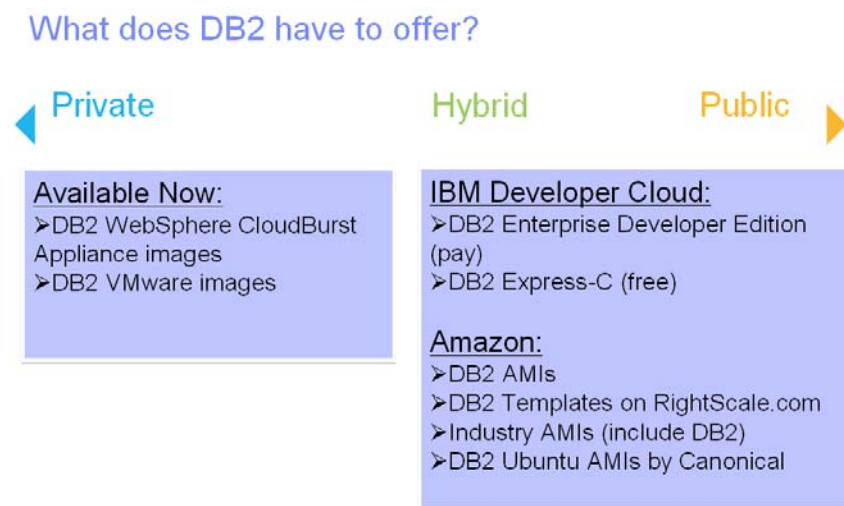 What does DB2 have to offer?
Private
Hybrid
Public
Available Now:
➢DB2 WebSphere CloudBurst
Appliance images
➢DB2 VMware images
IBM Developer Cloud:
➢DB2 Enterprise Developer Edition
(pay)
➢DB2 Express-C (free)
Amazon:
➢DB2 AMIs
➢DB2 Templates on RightScale.com
➢Industry AMIs (include DB2)
➢DB2 Ubuntu AMIs by Canonical